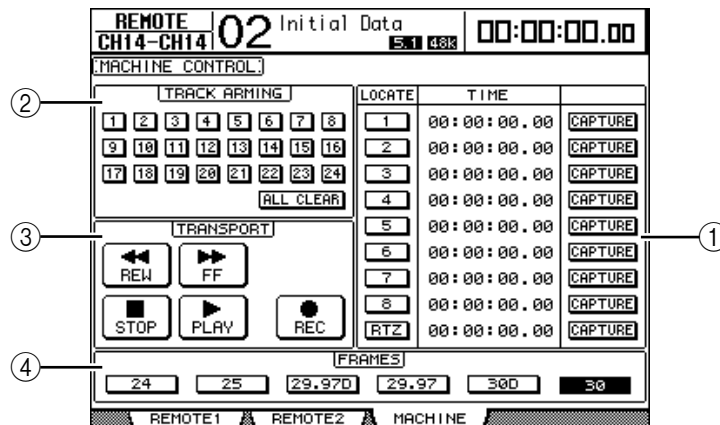 REMOTE
CH14-CH14
02
Initial Data
5.1 48k
00:00:00.00
MACHINE CONTROL
TRACK ARMING
1 2 3 4 5 6 7 8
9 10 11 12 13 14 15 16
17 18 19 20 21 22 23 24
ALL CLEAR
TRANSPORT
REW FF
STOP PLAY REC
LOCATE TIME
1 00:00:00.00 CAPTURE
2 00:00:00.00 CAPTURE
3 00:00:00.00 CAPTURE
4 00:00:00.00 CAPTURE
5 00:00:00.00 CAPTURE
6 00:00:00.00 CAPTURE
7 00:00:00.00 CAPTURE
8 00:00:00.00 CAPTURE
RTZ 00:00:00.00 CAPTURE
FRAMES
24 25 29.97D 29.97 30D 30
REMOTE1 REMOTE2 MACHINE
②
③
④
①